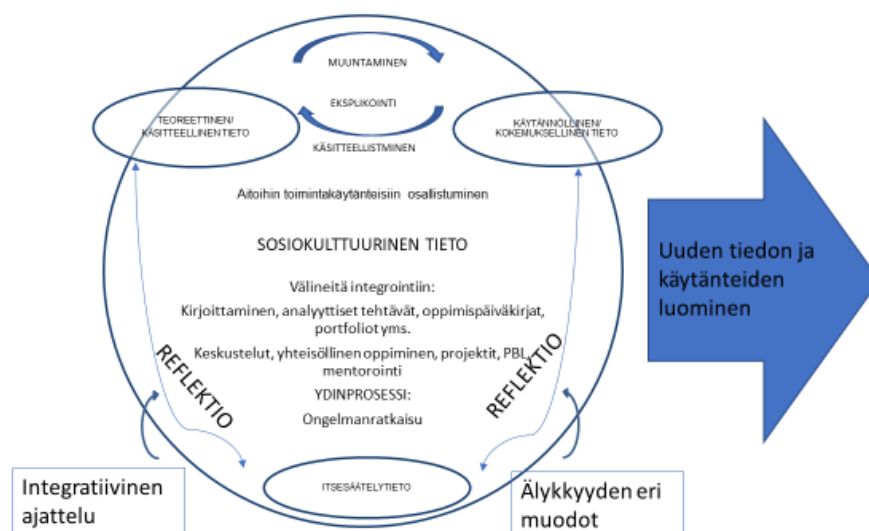 MUUNTAMINEN
EKSPLIKOINTI
KÄSITTEELLISTMINEN
TEOREETTINEN/
KÄSITTEELLINEN TIETO
KÄYTÄNNÖLLINEN/
KOKEMUKSELLINEN TIETO
Aitoihin toimintakäytänteisiin osallistuminen
SOSIOKULTTUURINEN TIETO
Välineitä integrointiin:
Kirjoittaminen, analyyttiset tehtävät, oppimispäiväkirjat,
portfoliot yms.
Keskustelut, yhteisöllinen oppiminen, projektit, PBL,
mentorointi
YDINPROSESSI:
Ongelmanratkaisu
REFLEKTIO
REFLEKTIO
ITSESÄÄTELYTIETO
Integratiivinen
ajattelu
Älykkyyden eri
muodot
Uuden tiedon ja
käytänteiden
luominen